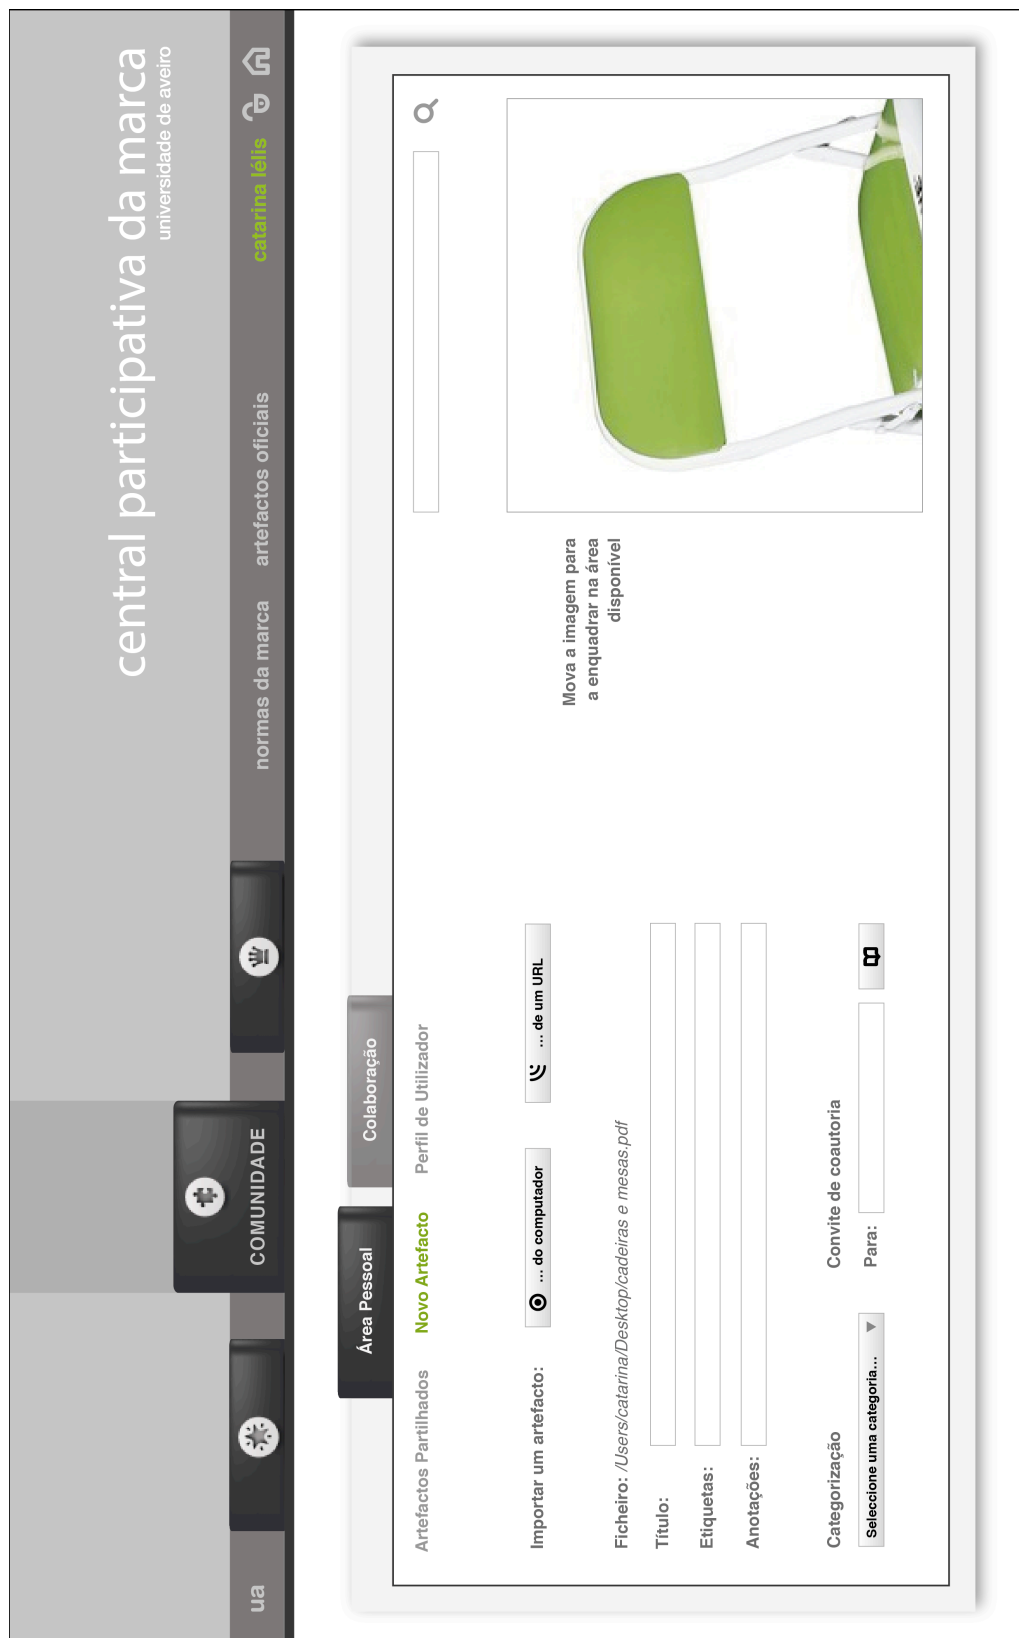 central participativa da marca
universidade de aveiro
ua
COMUNIDADE
normas da marca
artefactos oficiais
catarina lélis
Área Pessoal
Colaboração
Artefactos Partilhados
Novo Artefacto
Perfil de Utilizador
Importar um artefacto:
... do computador
... de um URL
Mova a imagem para
a enquadrar na área
disponível
Ficheiro: /Users/catarina/Desktop/cadeiras e mesas.pdf
Título:
Etiquetas:
Anotações:
Categorização
Convite de coautoria
Seleccione uma categoria...
Para: